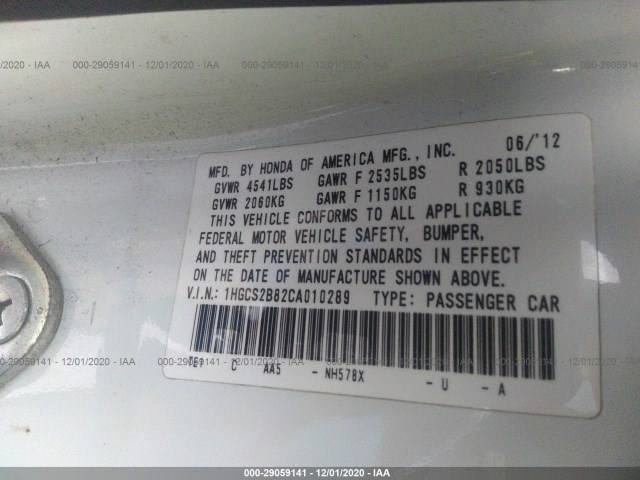 000-29059141 - 12/01/2020 - IAA
06/'12
MFD. BY HONDA OF AMERICA MFG., INC.
GVWR 4541LBS GAWR F 2535LBS R 2050LBS
GVWR 2060KG GAWR F 1150KG R 930KG
THIS VEHICLE CONFORMS TO ALL APPLICABLE
FEDERAL MOTOR VEHICLE SAFETY, BUMPER,
AND THEFT PREVENTION STANDARDS IN EFFECT
ON THE DATE OF MANUFACTURE SHOWN ABOVE.
V.I.N.: 1HGCS2B82CA010289 TYPE: PASSENGER CAR
C AA5 - NH578X - U - A
000-29059141 - 12/01/2020 - IAA